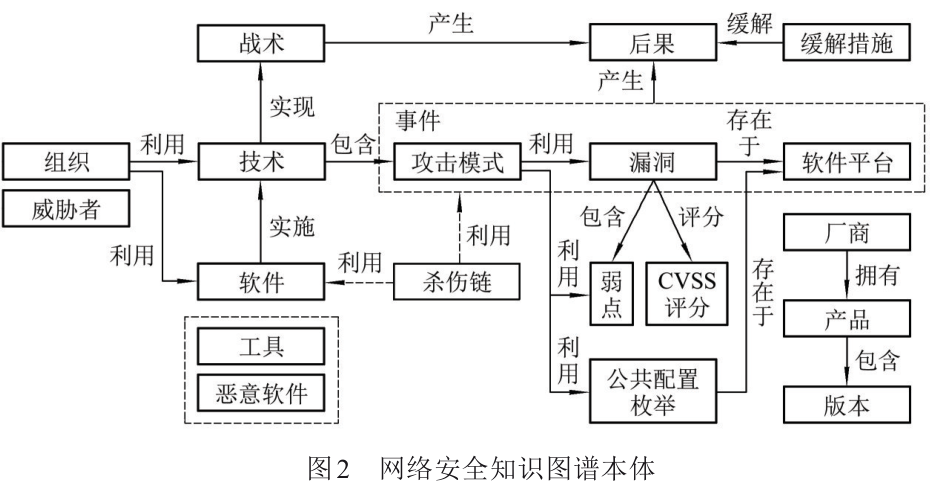 产生
缓解
战术
后果
缓解措施
产生
实现
事件
存在
于
利用
包含
利用
组织
技术
攻击模式
漏洞
软件平台
威胁者
实施
利用
包含
评分
厂商
利用
利用
利
用
存
在
于
拥有
软件
杀伤链
弱
点
CVSS
评分
产品
工具
利
用
包含
恶意软件
公共配置
枚举
版本
图2 网络安全知识图谱本体